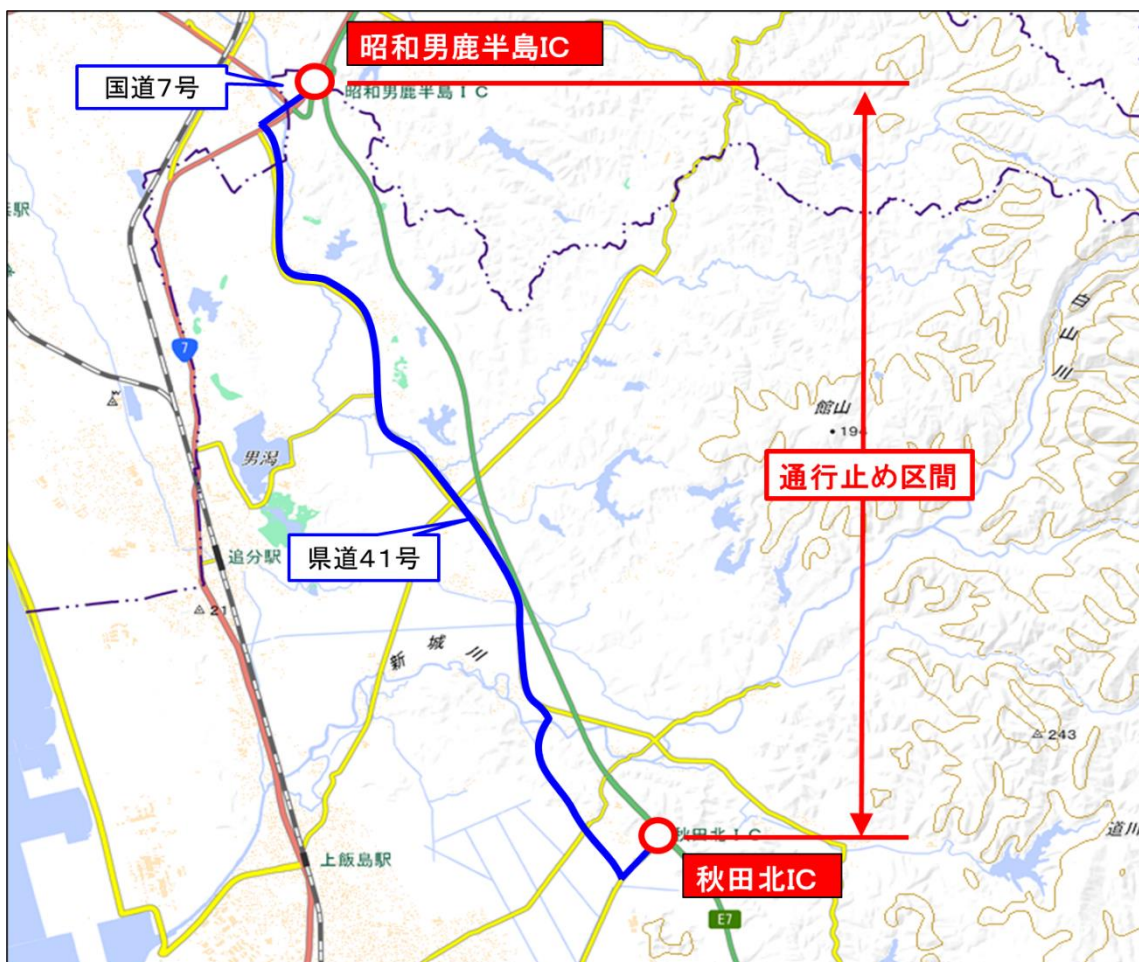 昭和男鹿半島IC
国道7号
昭和男鹿半島IC
7
男潟
館山
194
白山川
通行止め区間
県道41号
追分駅
21
新城川
243
秋田北IC
道川
上飯島駅
秋田北IC
E7